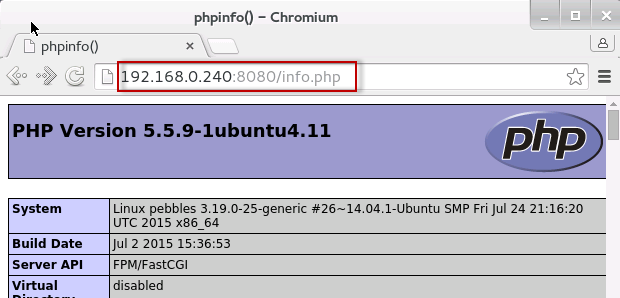 phpinfo() – Chromium
phpinfo()
192.168.0.240:8080/info.php
PHP Version 5.5.9-1ubuntu4.11
php
System
Linux pebbles 3.19.0-25-generic #26~14.04.1-Ubuntu SMP Fri Jul 24 21:16:20
UTC 2015 x86_64
Build Date
Jul 2 2015 15:36:53
Server API
FPM/FastCGI
Virtual
Directory
disabled